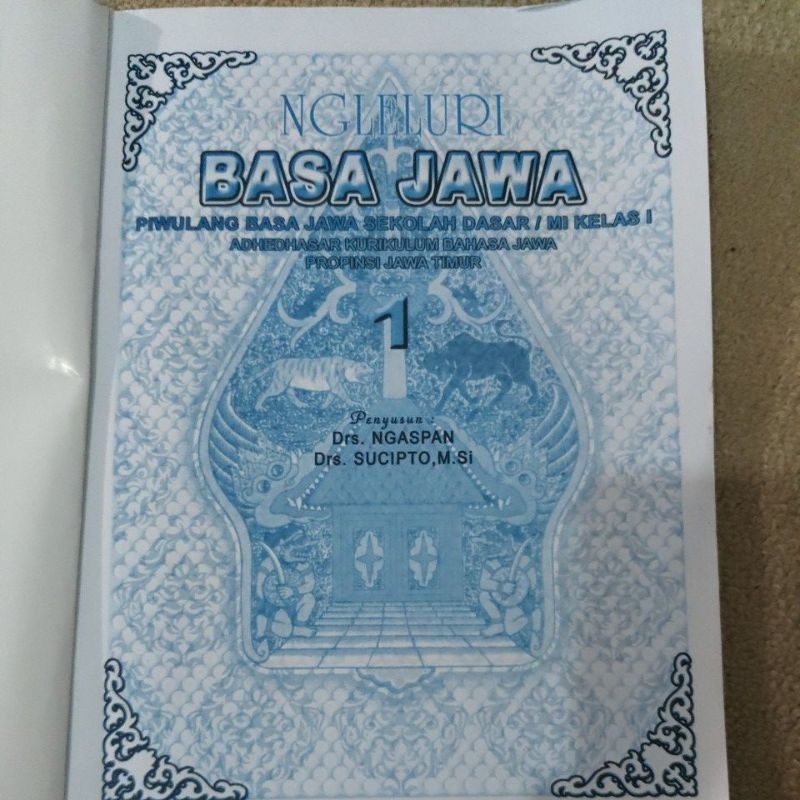 NGLELURI
BASA JAWA
PIWULANG BASA JAWA SEKOLAH DASAR / MI KELAS I
ADHEDHASAR KURIKULUM BAHASA JAWA
PROPINSI JAWA TIMUR
1
Penyusun :
Drs. NGASPAN
Drs. SUCIPTO,M.Si